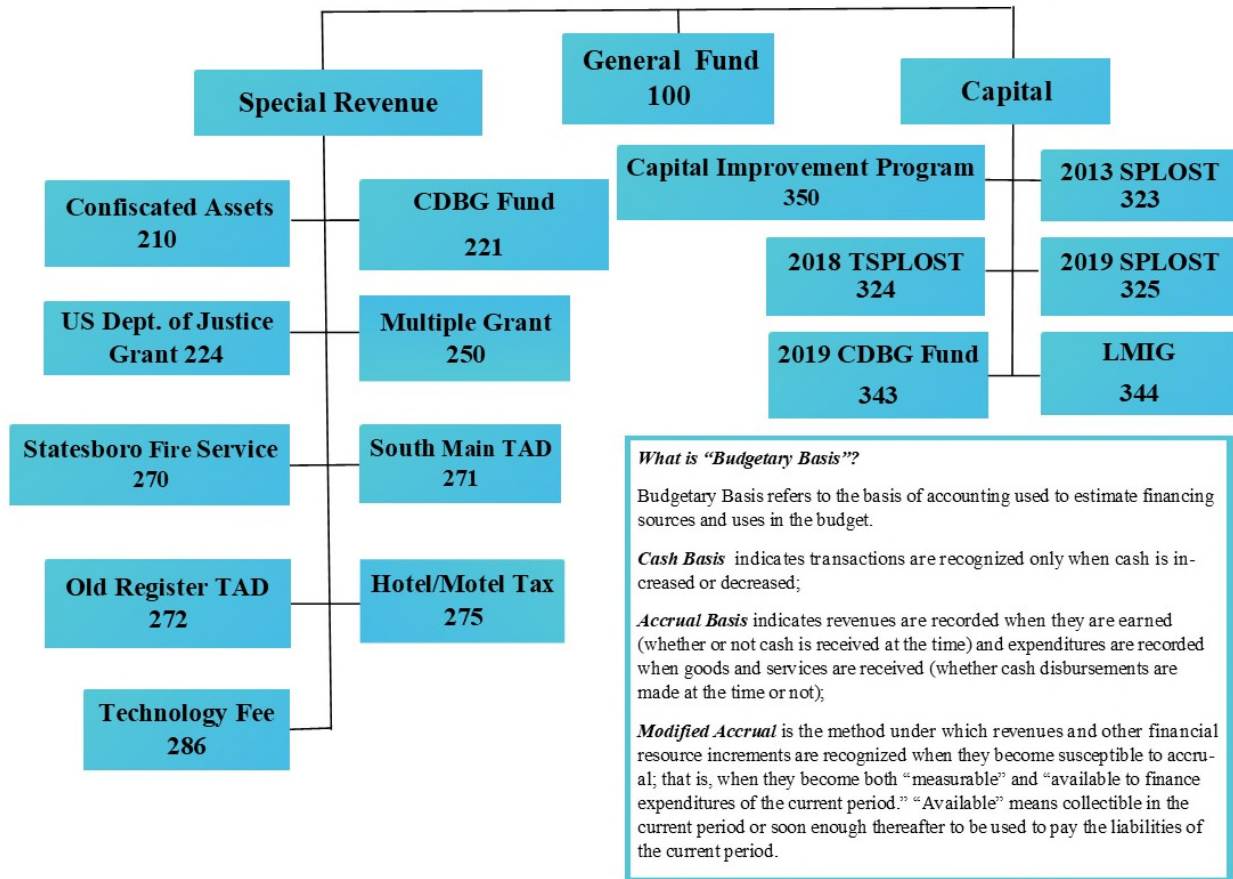 General Fund
100
Special Revenue
Capital
Confiscated Assets
210
CDBG Fund
221
US Dept. of Justice
Grant 224
Multiple Grant
250
Statesboro Fire Service
270
South Main TAD
271
Old Register TAD
272
Hotel/Motel Tax
275
Technology Fee
286
Capital Improvement Program
350
2013 SPLOST
323
2018 TSPLOST
324
2019 SPLOST
325
2019 CDBG Fund
343
LMIG
344
What is “Budgetary Basis”?
Budgetary Basis refers to the basis of accounting used to estimate financing
sources and uses in the budget.
Cash Basis indicates transactions are recognized only when cash is in-
creased or decreased;
Accrual Basis indicates revenues are recorded when they are earned
(whether or not cash is received at the time) and expenditures are recorded
when goods and services are received (whether cash disbursements are
made at the time or not);
Modified Accrual is the method under which revenues and other financial
resource increments are recognized when they become susceptible to accru-
al; that is, when they become both “measurable” and “available to finance
expenditures of the current period.” “Available” means collectible in the
current period or soon enough thereafter to be used to pay the liabilities of
the current period.